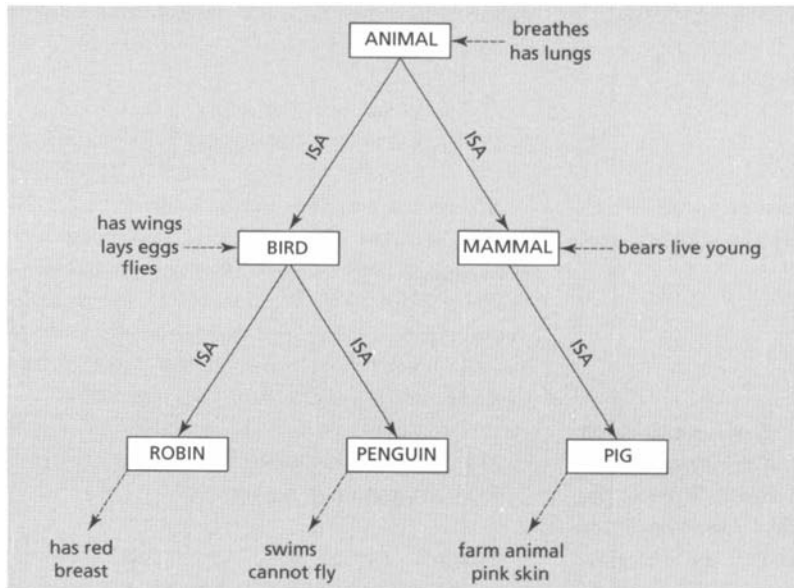 ANIMAL
breathes
has lungs
ISA
ISA
has wings
lays eggs
flies
BIRD
MAMMAL
bears live young
ISA
ISA
ISA
ROBIN
PENGUIN
PIG
has red
breast
swims
cannot fly
farm animal
pink skin